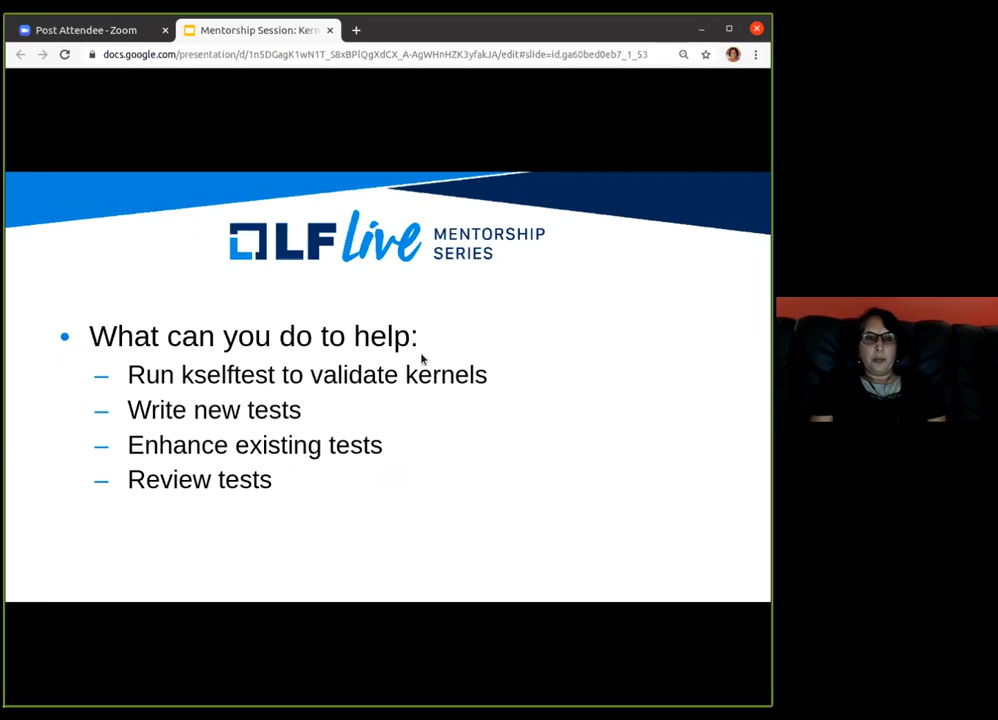 Post Attendee - Zoom
Mentorship Session: Kern
docs.google.com/presentation/d/1n5DGagK1wN1T_S8xBPlQgXdCX_A-AgWHnHZK3yfakJA/edit#slide=id.ga60bed0eb7_1_53
LF live MENTORSHIP
SERIES
• What can you do to help:
– Run kselftest to validate kernels
– Write new tests
– Enhance existing tests
– Review tests